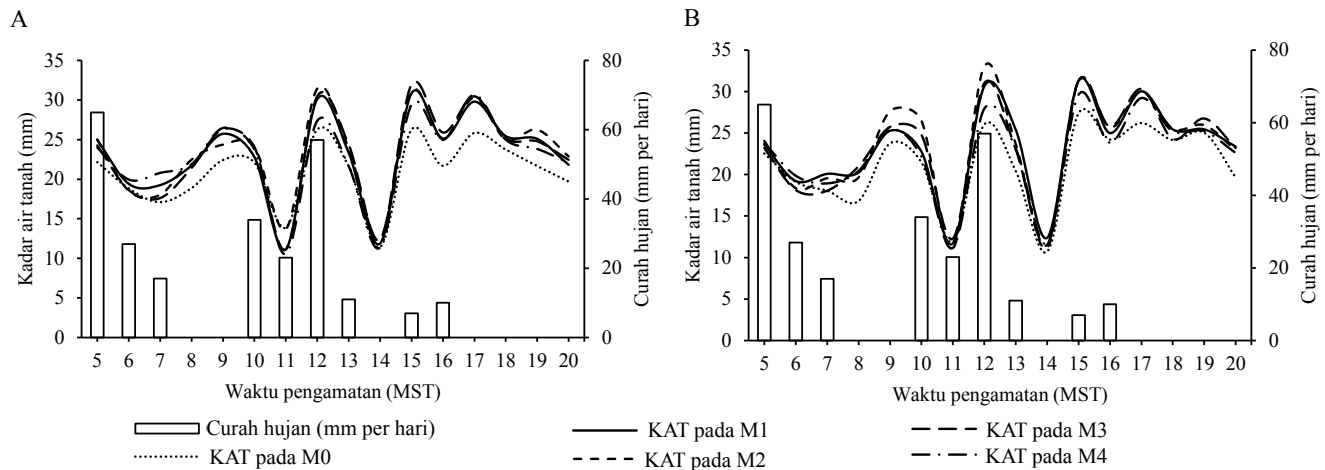 A
B
35
30
25
20
15
10
5
0
Kadar air tanah (mm)
80
60
40
20
0
Curah hujan (mm per hari)
5 6 7 8 9 10 11 12 13 14 15 16 17 18 19 20
Waktu pengamatan (MST)
35
30
25
20
15
10
5
0
Kadar air tanah (mm)
80
60
40
20
0
Curah hujan (mm per hari)
5 6 7 8 9 10 11 12 13 14 15 16 17 18 19 20
Waktu pengamatan (MST)
Curah hujan (mm per hari)
KAT pada M1
KAT pada M3
KAT pada M0
KAT pada M2
KAT pada M4